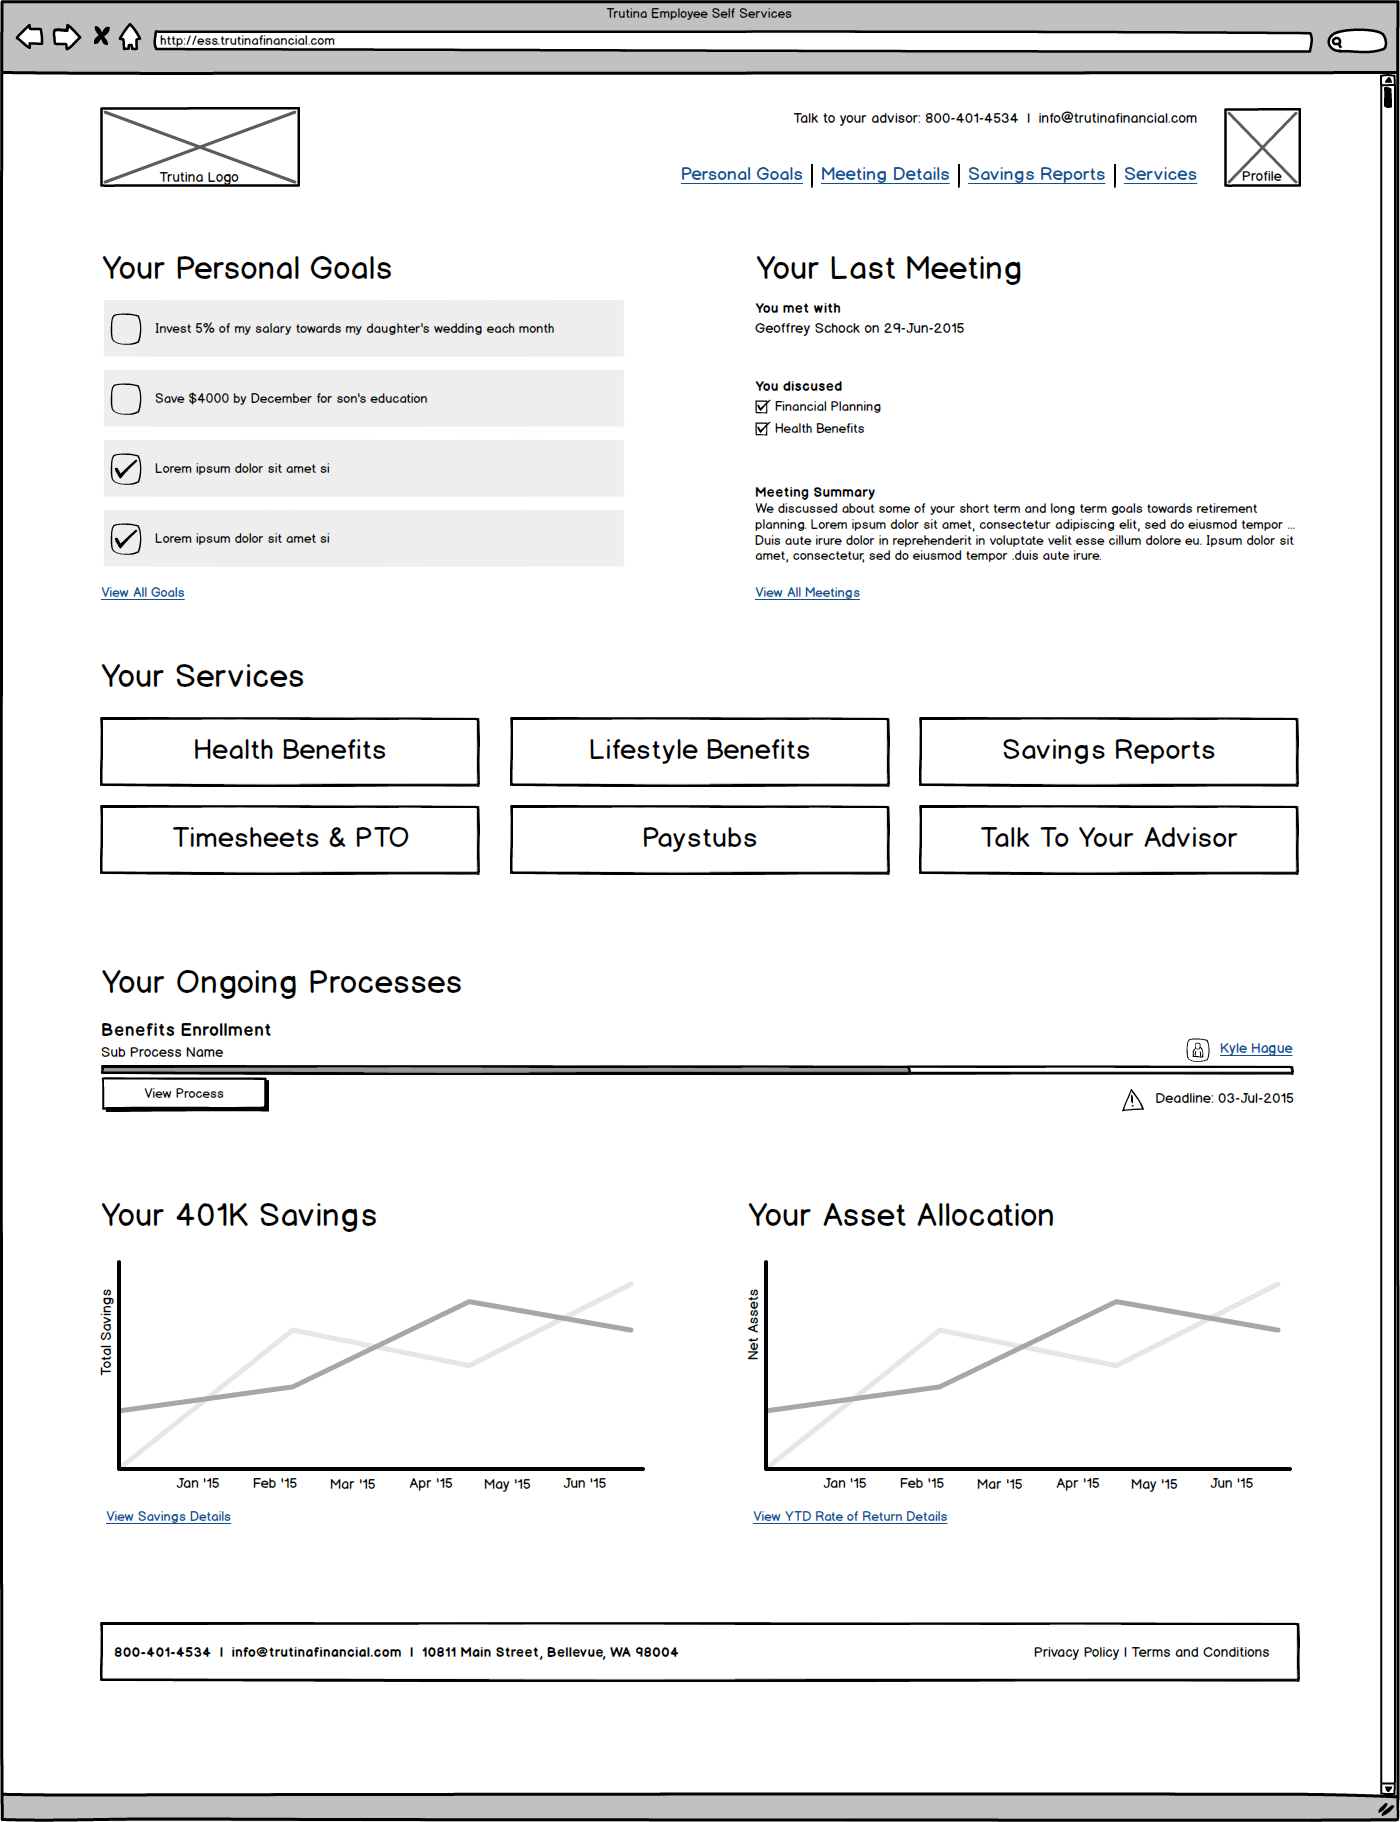 Trutina Employee Self Services
http://ess.trutinafinancial.com
Talk to your advisor: 800-401-4534 | info@trutinafinancial.com
Trutina Logo
Personal Goals | Meeting Details | Savings Reports | Services
Profile
Your Personal Goals
Invest 5% of my salary towards my daughter's wedding each month
Save $4000 by December for son's education
Lorem ipsum dolor sit amet si
Lorem ipsum dolor sit amet si
View All Goals
Your Last Meeting
You met with
Geoffrey Schock on 29-Jun-2015
You discused
Financial Planning
Health Benefits
Meeting Summary
We discussed about some of your short term and long term goals towards retirement
planning. Lorem ipsum dolor sit amet, consectetur adipiscing elit, sed do eiusmod tempor ...
Duis aute irure dolor in reprehenderit in voluptate velit esse cillum dolore eu. Ipsum dolor sit
amet, consectetur, sed do eiusmod tempor .duis aute irure.
View All Meetings
Your Services
Health Benefits
Lifestyle Benefits
Savings Reports
Timesheets & PTO
Paystubs
Talk To Your Advisor
Your Ongoing Processes
Benefits Enrollment
Sub Process Name
Kyle Hague
View Process
Deadline: 03-Jul-2015
Your 401K Savings
Total Savings
Jan '15 Feb '15 Mar '15 Apr '15 May '15 Jun '15
View Savings Details
Your Asset Allocation
Net Assets
Jan '15 Feb '15 Mar '15 Apr '15 May '15 Jun '15
View YTD Rate of Return Details
800-401-4534 | info@trutinafinancial.com | 10811 Main Street, Bellevue, WA 98004
Privacy Policy | Terms and Conditions